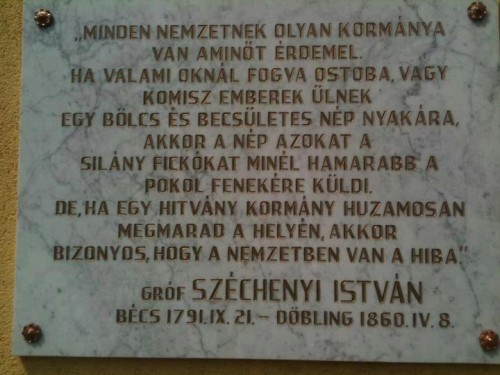 „MINDEN NEMZETNEK OLYAN KORMÁNYA
VAN AMINŐT ÉRDEMEL.
HA VALAMI OKNÁL FOGVA OSTOBA, VAGY
KOMISZ EMBEREK ÜLNEK
EGY BÖLCS ÉS BECSÜLETES NÉP NYAKÁRA,
AKKOR A NÉP AZOKAT A
SILÁNY FICKÓKAT MINÉL HAMARABB A
POKOL FENEKÉRE KÜLDI.
DE, HA EGY HITVÁNY KORMÁNY HUZAMOSAN
MEGMARAD A HELYÉN, AKKOR
BIZONYOS, HOGY A NEMZETBEN VAN A HIBA."
GRÓF SZÉCHENYI ISTVÁN
BÉCS 1791. IX. 21. – DÖBLING 1860. IV. 8.